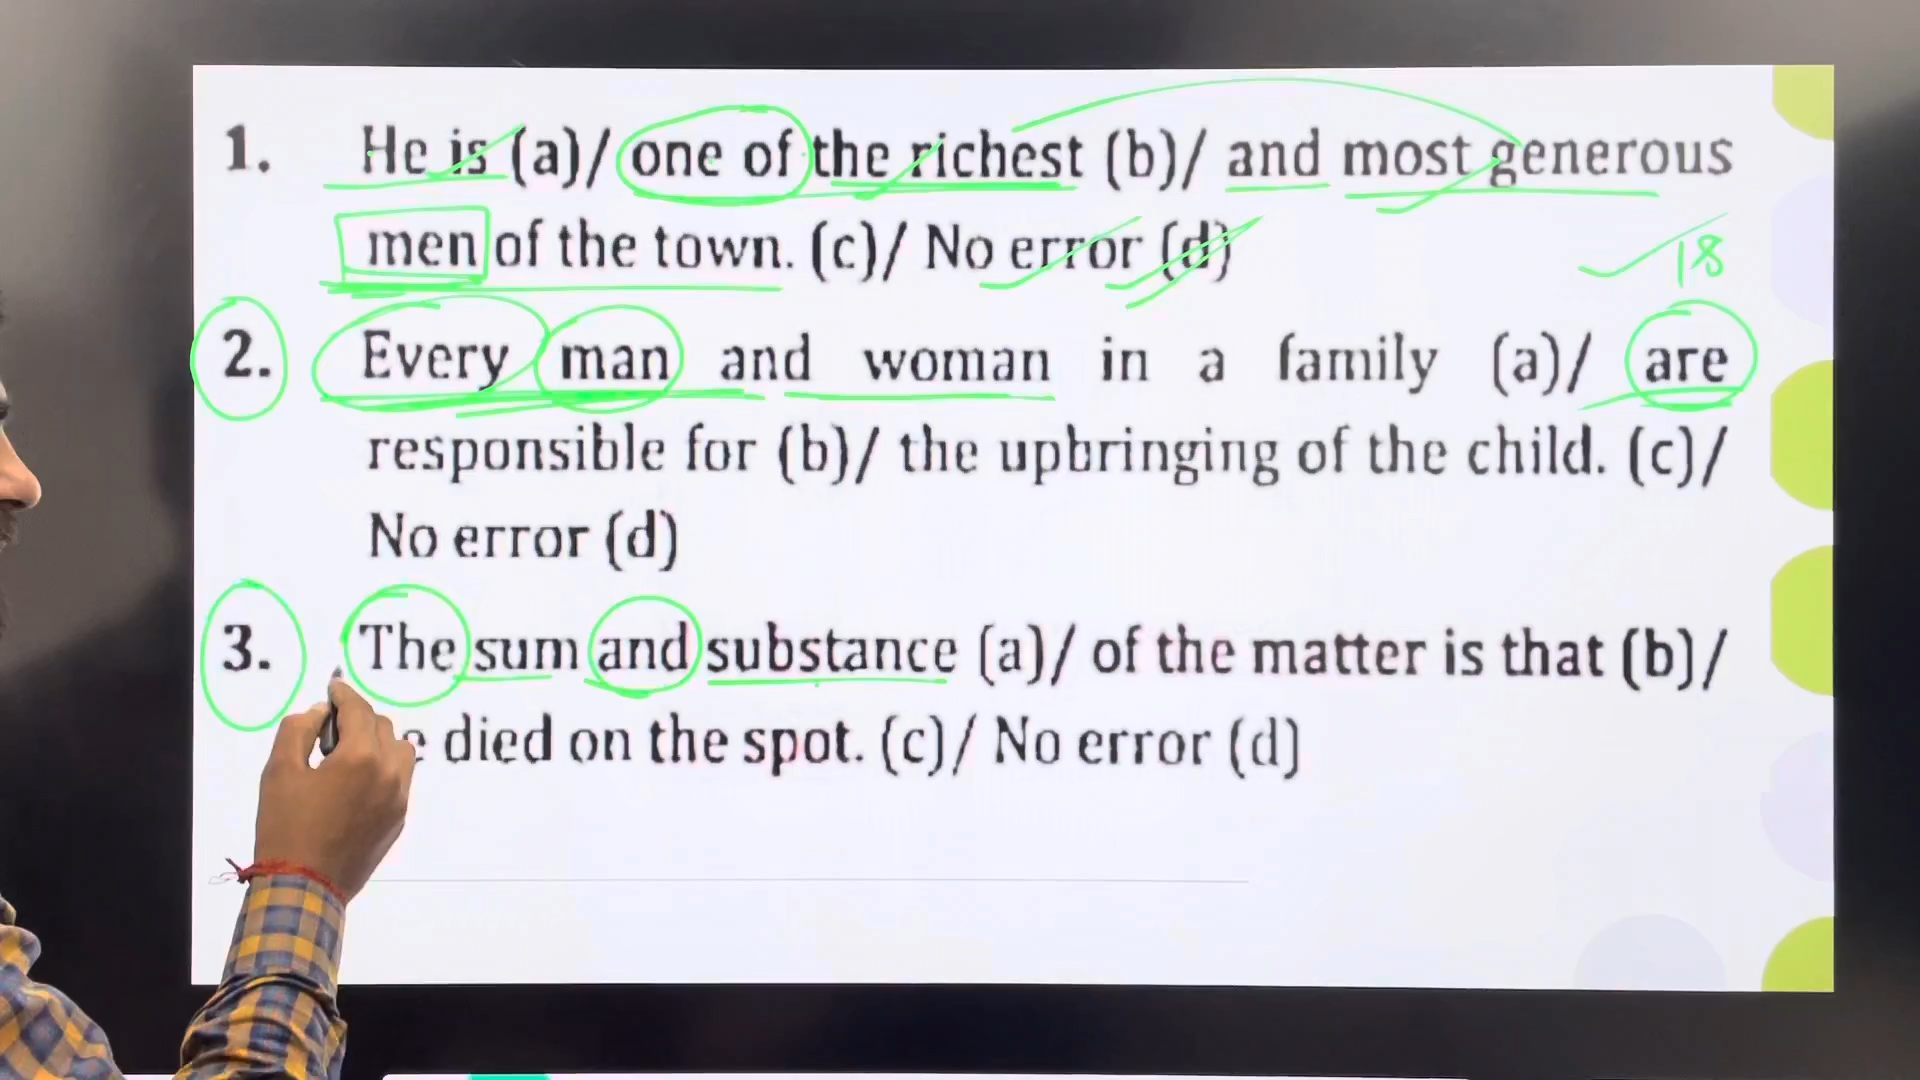 1. He is (a)/ one of the richest (b)/ and most generous
men of the town. (c)/ No error (d)
18
2. Every man and woman in a family (a)/ are
responsible for (b)/ the upbringing of the child. (c)/
No error (d)
3. The sum and substance (a)/ of the matter is that (b)/
died on the spot. (c)/ No error (d)